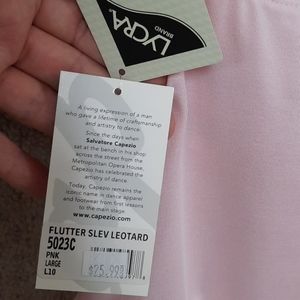 LYCRA
BRAND
A living expression of a man
who gave a lifetime of craftsmanship
and artistry to dance.
Since the days when
Salvatore Capezio
sat at the bench in his shop
across the street from the
Metropolitan Opera House,
Capezio has celebrated the
artistry of dance.
Today, Capezio remains the
iconic name in dance apparel
and footwear from first lessons
to the main stage.
www.capezio.com
FLUTTER SLEV LEOTARD
5023C
PNK
LARGE
L10